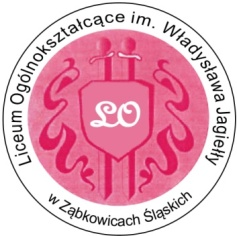 Liceum Ogólnokształcące im. Władysława Jagiełły
LO
w Ząbkowicach Śląskich